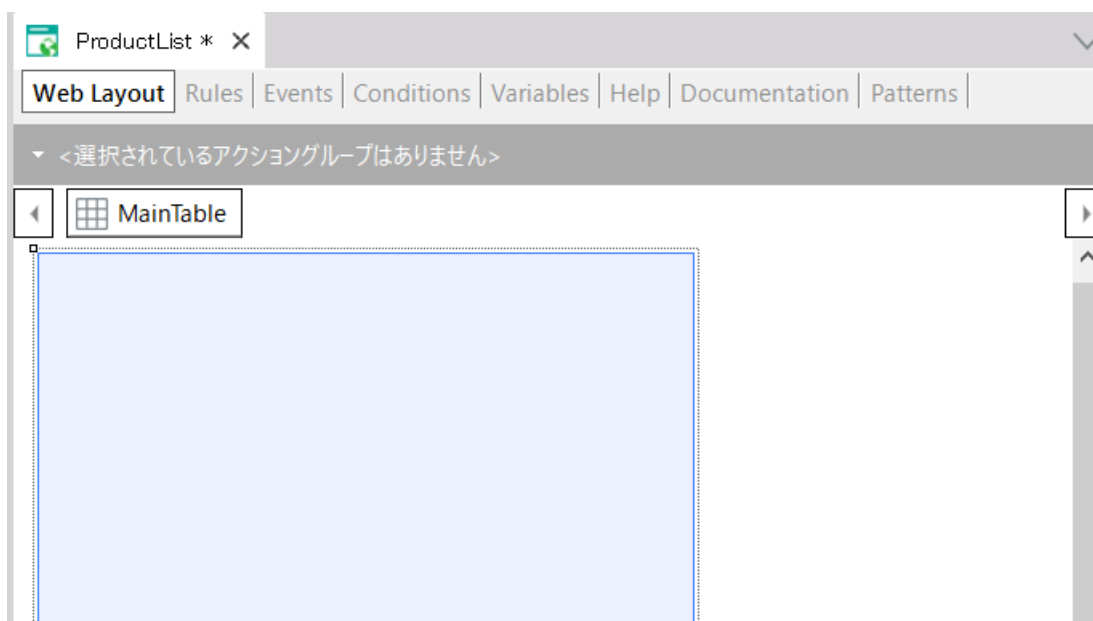 ProductList *
Web Layout Rules Events Conditions Variables Help Documentation Patterns
<選択されているアクショングループはありません>
MainTable